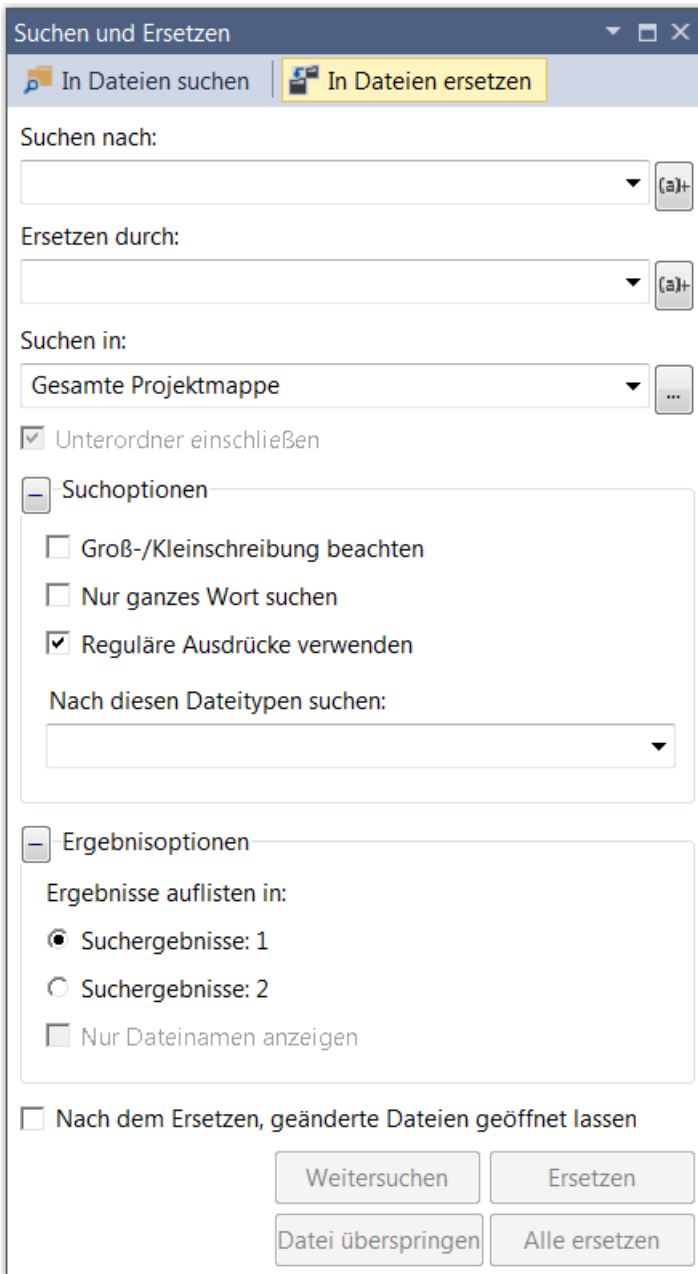 Suchen und Ersetzen
In Dateien suchen In Dateien ersetzen
Suchen nach:
(a)+
Ersetzen durch:
(a)+
Suchen in:
Gesamte Projektmappe ...
Unterordner einschließen
Suchoptionen
Groß-/Kleinschreibung beachten
Nur ganzes Wort suchen
Reguläre Ausdrücke verwenden
Nach diesen Dateitypen suchen:
Ergebnisoptionen
Ergebnisse auflisten in:
Suchergebnisse: 1
Suchergebnisse: 2
Nur Dateinamen anzeigen
Nach dem Ersetzen, geänderte Dateien geöffnet lassen
Weitersuchen Ersetzen
Datei überspringen Alle ersetzen